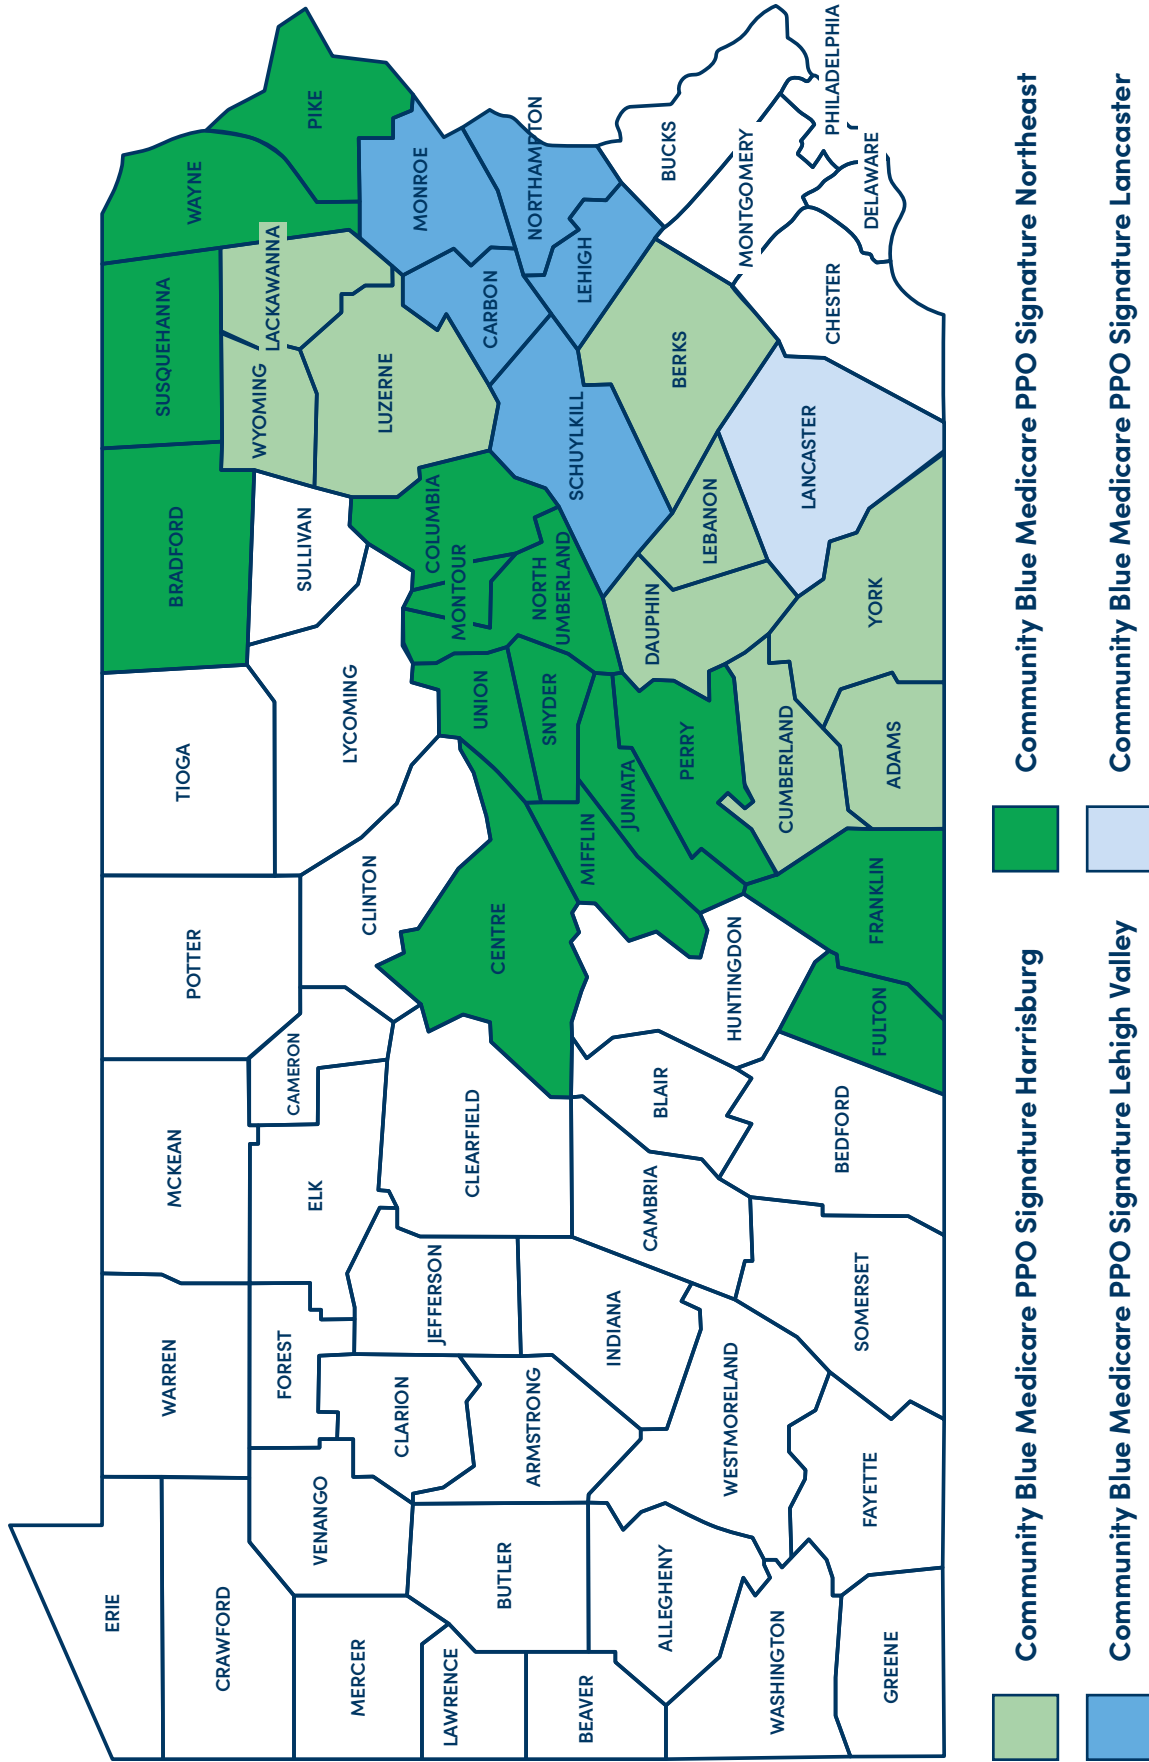 ERIE
CRAWFORD
MERCER
LAWRENCE
BEAVER
ALLEGHENY
WASHINGTON
GREENE
WARREN
FOREST
VENANGO
CLARION
BUTLER
ARMSTRONG
WESTMORELAND
FAYETTE
MCKEAN
ELK
JEFFERSON
INDIANA
SOMERSET
POTTER
CAMERON
CLEARFIELD
CAMBRIA
BLAIR
BEDFORD
TIOGA
CLINTON
CENTRE
HUNTINGDON
FULTON
FRANKLIN
BRADFORD
SULLIVAN
LYCOMING
UNION
SNYDER
MIFFLIN
JUNIATA
PERRY
CUMBERLAND
ADAMS
COLUMBIA
MONTOUR
NORTH
UMBERLAND
DAUPHIN
LEBANON
YORK
SUSQUEHANNA
WYOMING
LACKAWANNA
LUZERNE
SCHUYLKILL
BERKS
LANCASTER
WAYNE
PIKE
MONROE
CARBON
NORTHAMPTON
LEHIGH
BUCKS
MONTGOMERY
CHESTER
DELAWARE
PHILADELPHIA
Community Blue Medicare PPO Signature Harrisburg
Community Blue Medicare PPO Signature Northeast
Community Blue Medicare PPO Signature Lehigh Valley
Community Blue Medicare PPO Signature Lancaster